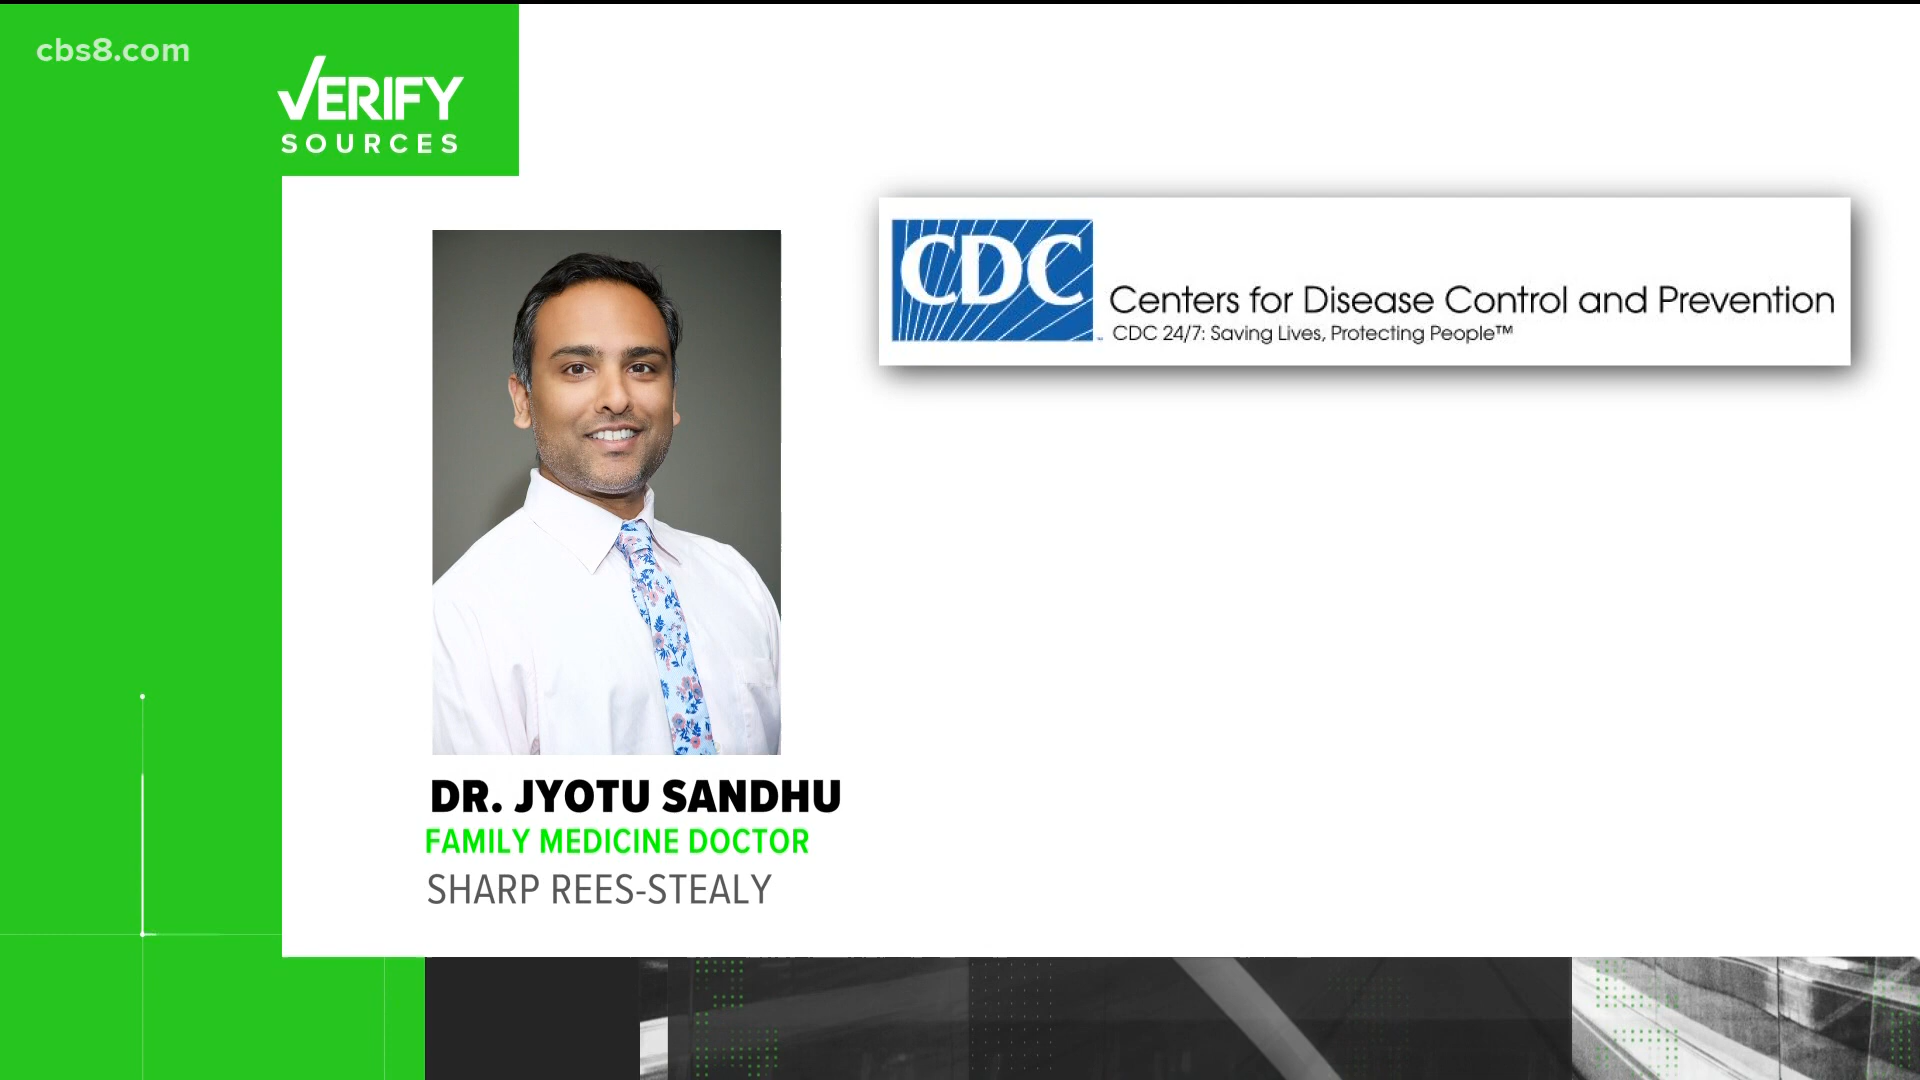 cbs8.com
VERIFY
SOURCES
CDC
Centers for Disease Control and Prevention
CDC 24/7: Saving Lives, Protecting People™
DR. JYOTU SANDHU
FAMILY MEDICINE DOCTOR
SHARP REES-STEALY